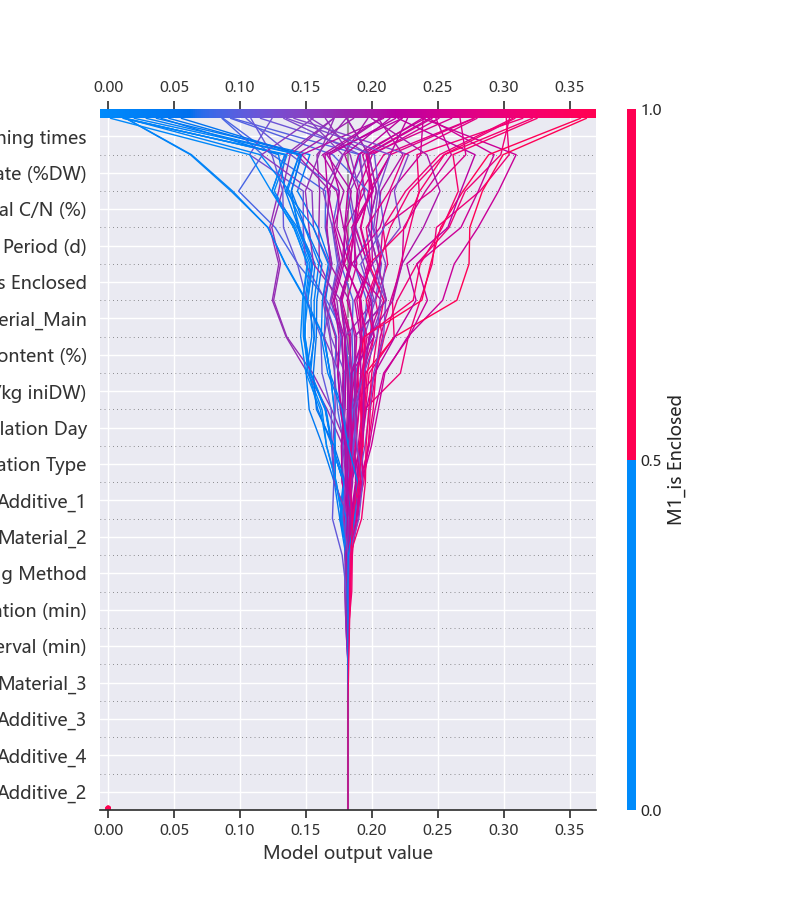 0.00 0.05 0.10 0.15 0.20 0.25 0.30 0.35
1.0
ning times
ate (%DW)
al C/N (%)
Period (d)
s Enclosed
erial_Main
ontent (%)
/kg iniDW)
lation Day
ation Type
Additive_1
Material_2
g Method
ation (min)
erval (min)
Material_3
Additive_3
Additive_4
Additive_2
0.5
M1_is Enclosed
0.0
0.00 0.05 0.10 0.15 0.20 0.25 0.30 0.35
Model output value